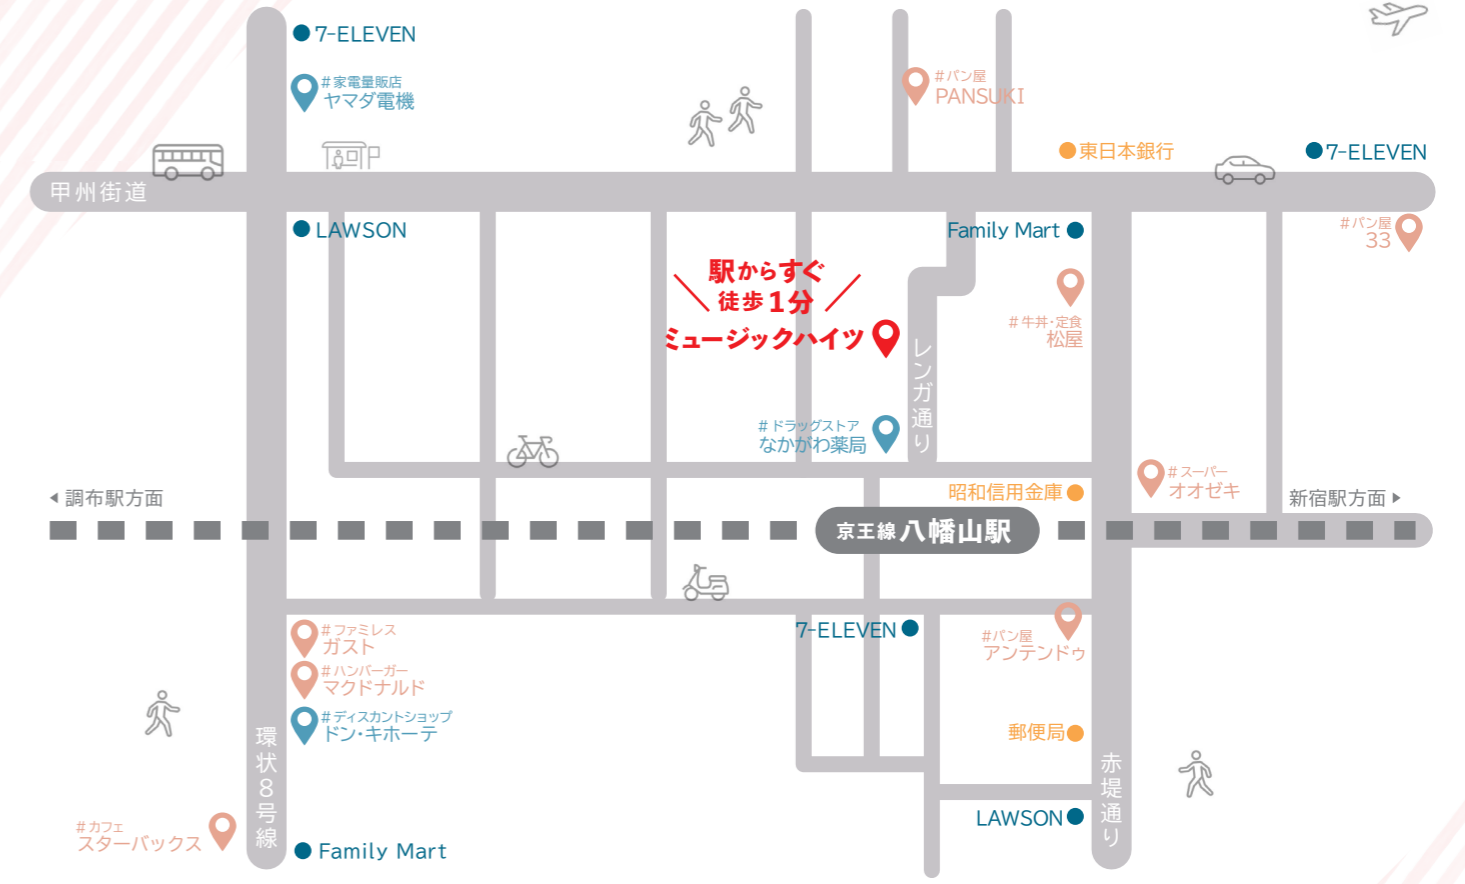 7-ELEVEN
#家電量販店
ヤマダ電機
#パン屋
PANSUKI
東日本銀行
7-ELEVEN
甲州街道
LAWSON
Family Mart
#パン屋
33
駅からすぐ
徒歩1分
ミュージックハイツ
#牛丼・定食
松屋
レンガ通り
#ドラッグストア
なかがわ薬局
#スーパー
オオゼキ
昭和信用金庫
◀調布駅方面
新宿駅方面▶
京王線八幡山駅
#ファミレス
ガスト
7-ELEVEN
#パン屋
アンテンドゥ
#ハンバーガー
マクドナルド
#ディスカントショップ
ドン・キホーテ
郵便局
環状8号線
赤堤通り
#カフェ
スターバックス
LAWSON
Family Mart